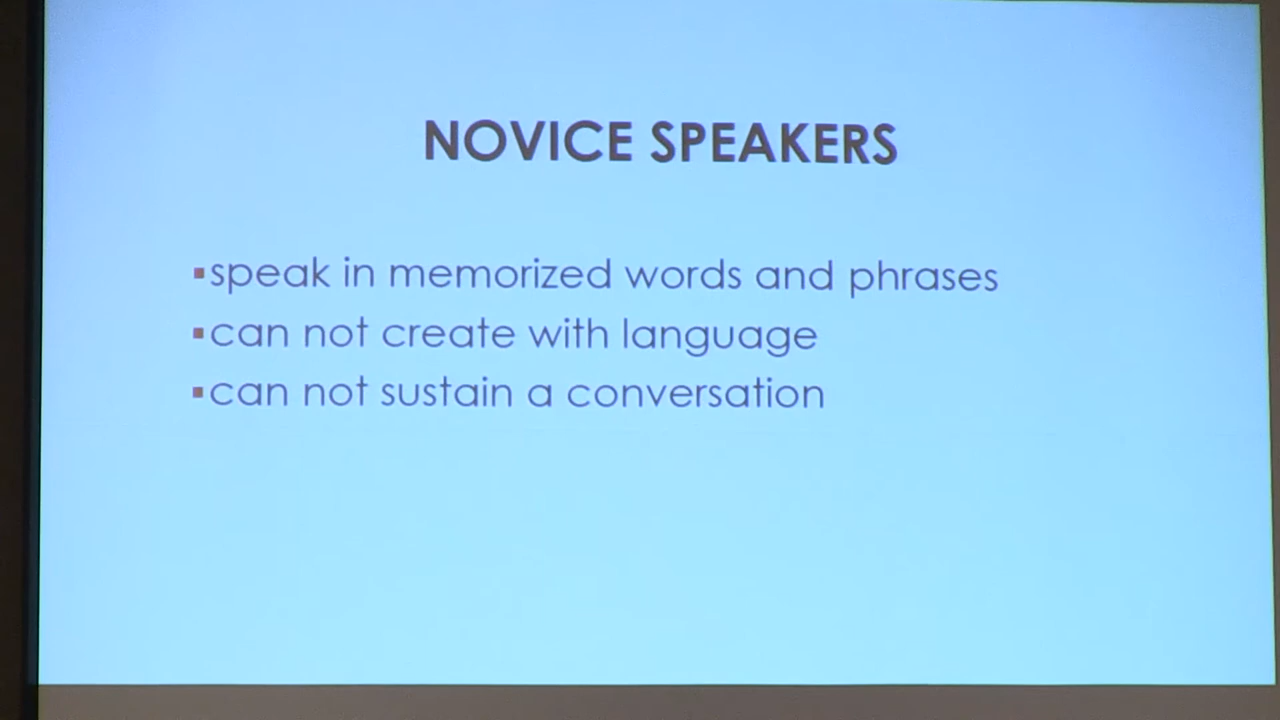 NOVICE SPEAKERS
▪speak in memorized words and phrases
▪can not create with language
▪can not sustain a conversation